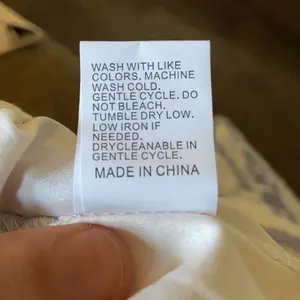 WASH WITH LIKE
COLORS. MACHINE
WASH COLD.
GENTLE CYCLE. DO
NOT BLEACH.
TUMBLE DRY LOW.
LOW IRON IF
NEEDED.
DRYCLEANABLE IN
GENTLE CYCLE.
MADE IN CHINA